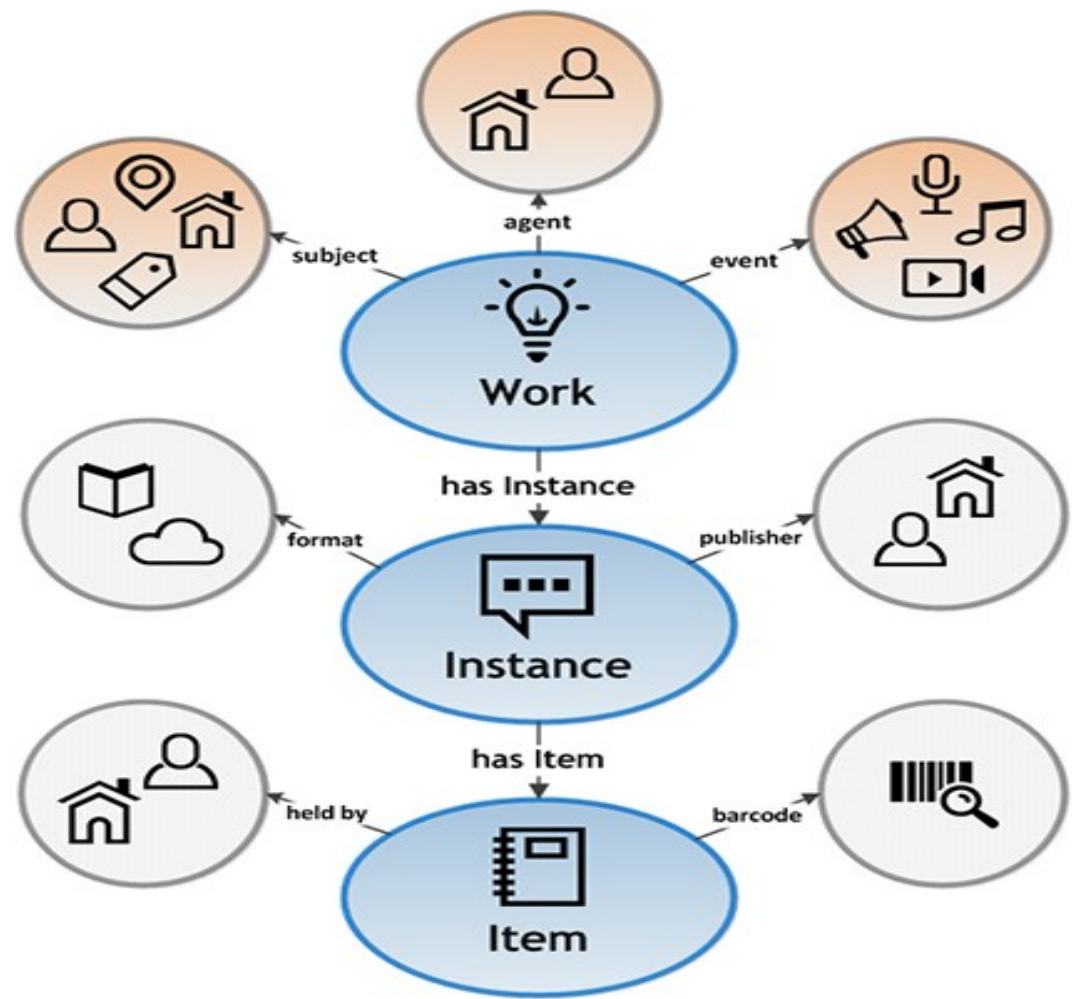 agent
subject
event
Work
has Instance
format
publisher
Instance
has Item
held by
barcode
Item